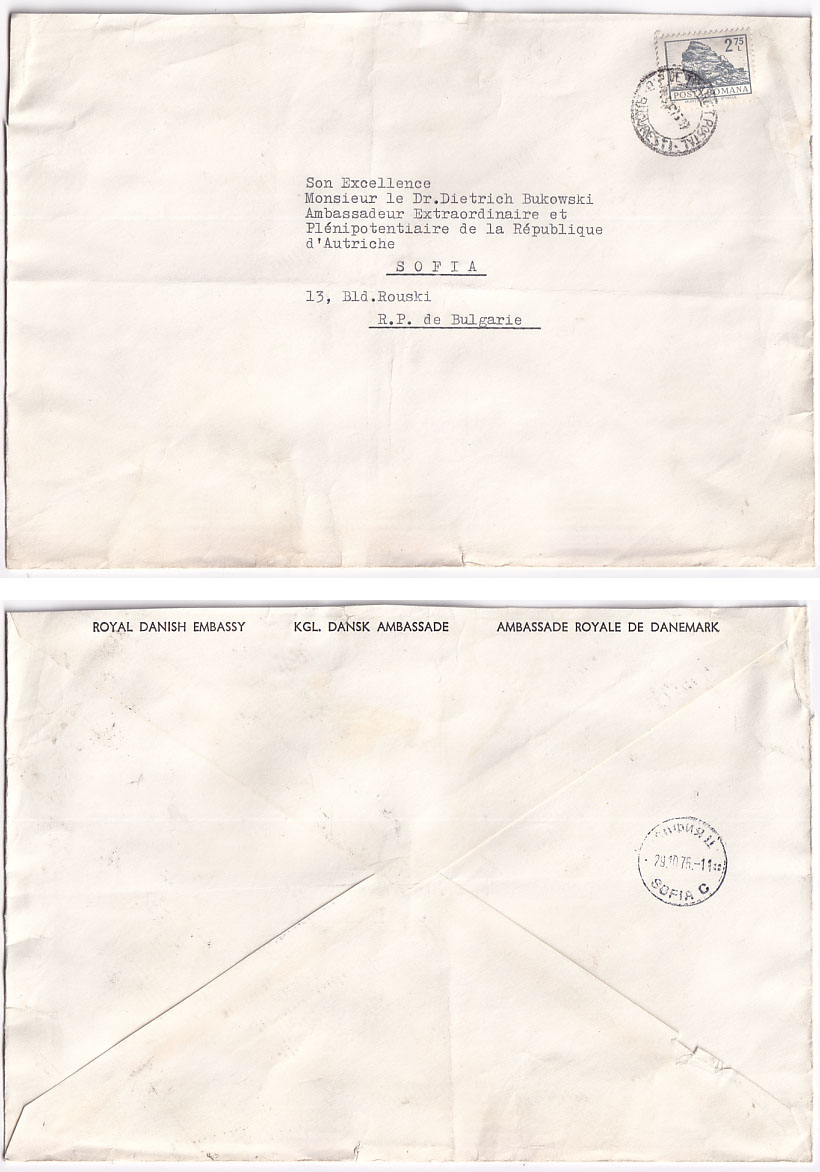 2 75 L
POSTA ROMANA
Son Excellence
Monsieur le Dr.Dietrich Bukowski
Ambassadeur Extraordinaire et
Plénipotentiaire de la République
d'Autriche
S O F I A
13, Bld.Rouski
R.P. de Bulgarie
ROYAL DANISH EMBASSY KGL. DANSK AMBASSADE AMBASSADE ROYALE DE DANEMARK
29.10.76.-11
SOFIA C